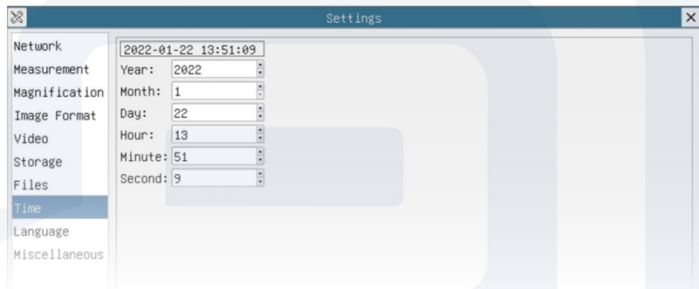 Settings
Network
Measurement
Magnification
Image Format
Video
Storage
Files
Time
Language
Miscellaneous
2022-01-22 13:51:09
Year: 2022
Month: 1
Day: 22
Hour: 13
Minute: 51
Second: 9